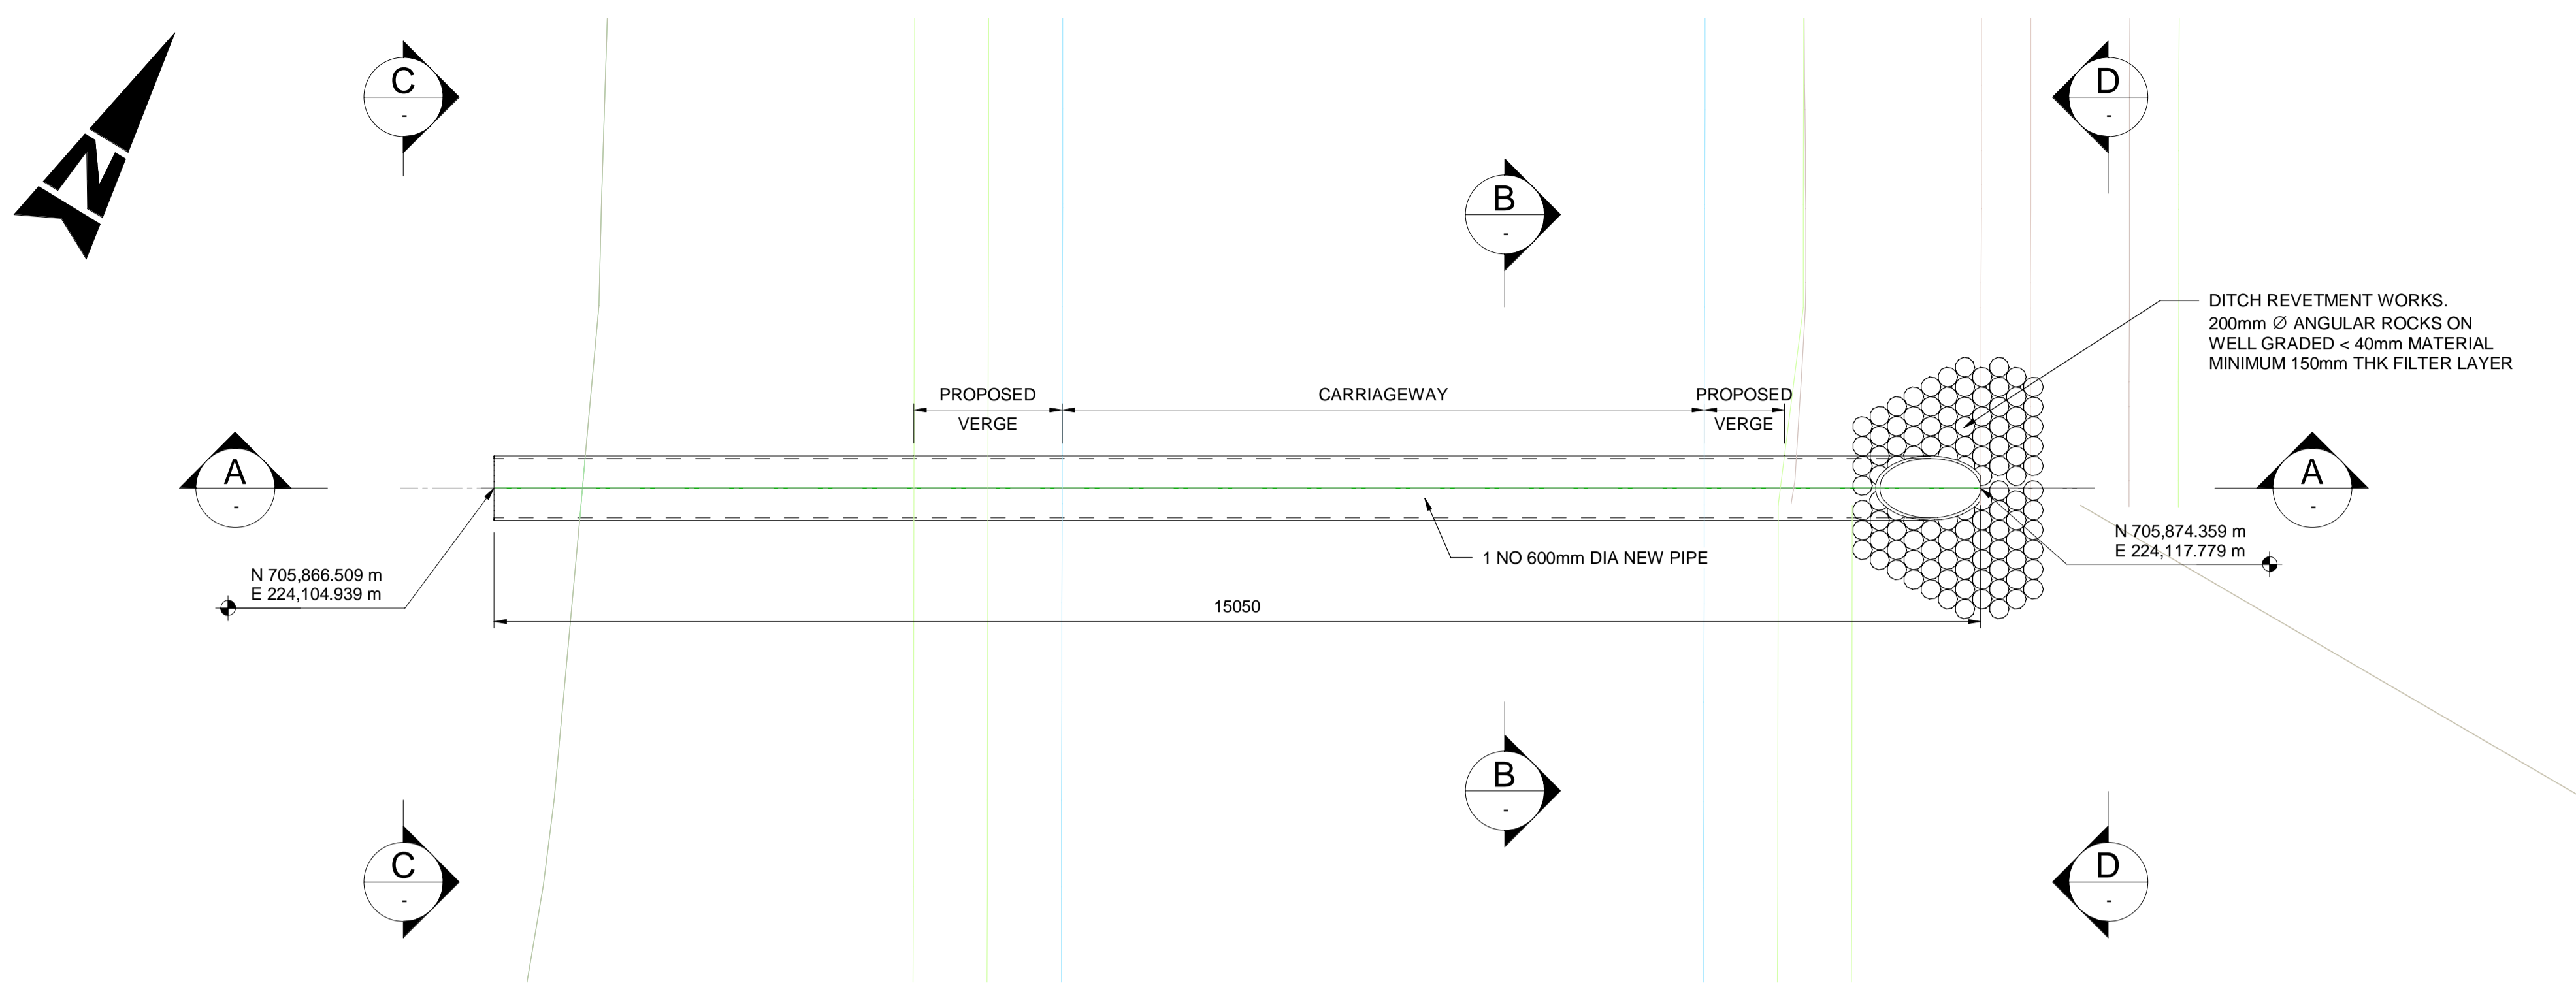 N
C
-
D
-
B
-
DITCH REVETMENT WORKS.
200mm Ø ANGULAR ROCKS ON
WELL GRADED < 40mm MATERIAL
MINIMUM 150mm THK FILTER LAYER
PROPOSED
VERGE
CARRIAGEWAY
PROPOSED
VERGE
A
-
A
-
N 705,874.359 m
E 224,117.779 m
1 NO 600mm DIA NEW PIPE
N 705,866.509 m
E 224,104.939 m
15050
B
-
C
-
D
-